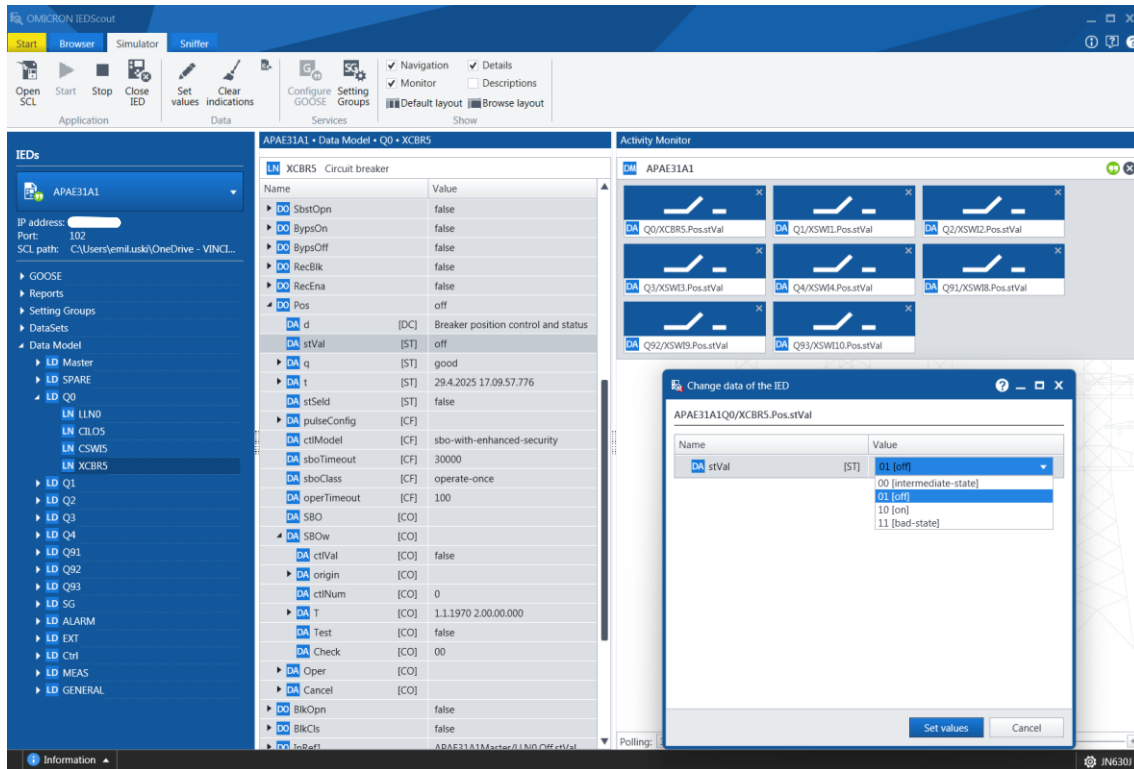 OMICRON IEDScout
Start Browser Simulator Sniffer
Open SCL Start Stop Close IED Set values Clear indications Configure GOOSE Setting Groups
Navigation Details
Monitor Descriptions
Default layout Browse layout
Application Data Services Show
IEDs
APAE31A1
IP address:
Port: 102
SCL path: C:\Users\emil.uski\OneDrive - VINCI...
GOOSE
Reports
Setting Groups
DataSets
Data Model
LD Master
LD SPARE
LD Q0
LN LLN0
LN CILO5
LN CSWI5
LN XCBR5
LD Q1
LD Q2
LD Q3
LD Q4
LD Q91
LD Q92
LD Q93
LD SG
LD ALARM
LD EXT
LD Ctrl
LD MEAS
LD GENERAL
APAE31A1 • Data Model • Q0 • XCBR5
LN XCBR5 Circuit breaker
Name Value
DO SbstOpn false
DO BypsOn false
DO BypsOff false
DO RecBlk false
DO RecEna false
DO Pos off
DA d [DC] Breaker position control and status
DA stVal [ST] off
DA q [ST] good
DA t [ST] 29.4.2025 17.09.57.776
DA stSeld [ST] false
DA pulseConfig [CF]
DA ctlModel [CF] sbo-with-enhanced-security
DA sboTimeout [CF] 30000
DA sboClass [CF] operate-once
DA operTimeout [CF] 100
DA SBO [CO]
DA SBOw [CO]
DA ctlVal [CO] false
DA origin [CO]
DA ctlNum [CO] 0
DA T [CO] 1.1.1970 2.00.00.000
DA Test [CO] false
DA Check [CO] 00
DA Oper [CO]
DA Cancel [CO]
DO BlkOpn false
DO BlkCls false
DO InRef1 APAE31A1Master/LLN0.Off.stVal
Activity Monitor
DM APAE31A1
DA Q0/XCBR5.Pos.stVal DA Q1/XSWI1.Pos.stVal DA Q2/XSWI2.Pos.stVal
DA Q3/XSWI3.Pos.stVal DA Q4/XSWI4.Pos.stVal DA Q91/XSWI8.Pos.stVal
DA Q92/XSWI9.Pos.stVal DA Q93/XSWI10.Pos.stVal
Change data of the IED
APAE31A1Q0/XCBR5.Pos.stVal
Name Value
DA stVal [ST] 01 [off]
00 [intermediate-state]
01 [off]
10 [on]
11 [bad-state]
Set values Cancel
Polling:
Information JN630J